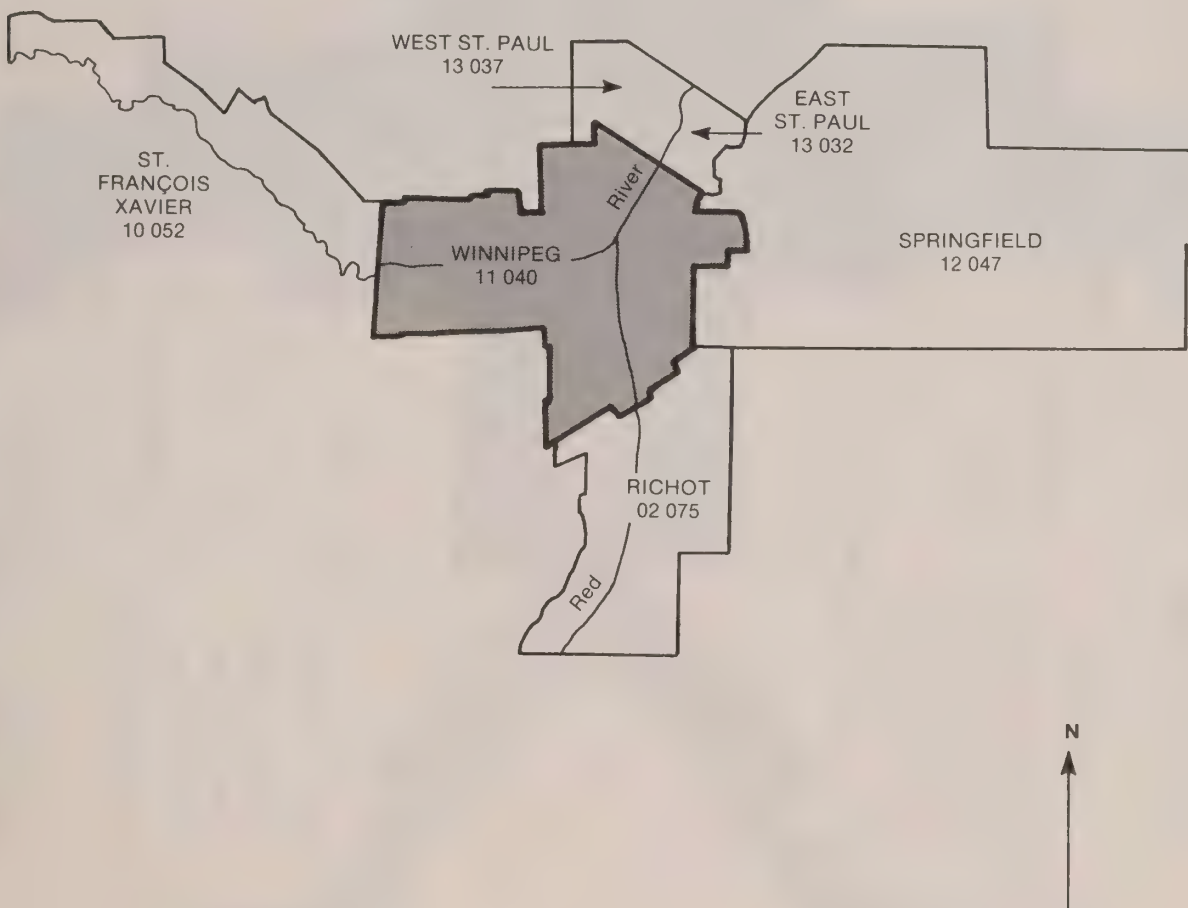 WEST ST. PAUL
13 037
EAST
ST. PAUL
13 032
ST.
FRANÇOIS
XAVIER
10 052
River
WINNIPEG
11 040
SPRINGFIELD
12 047
RICHOT
02 075
Red
N